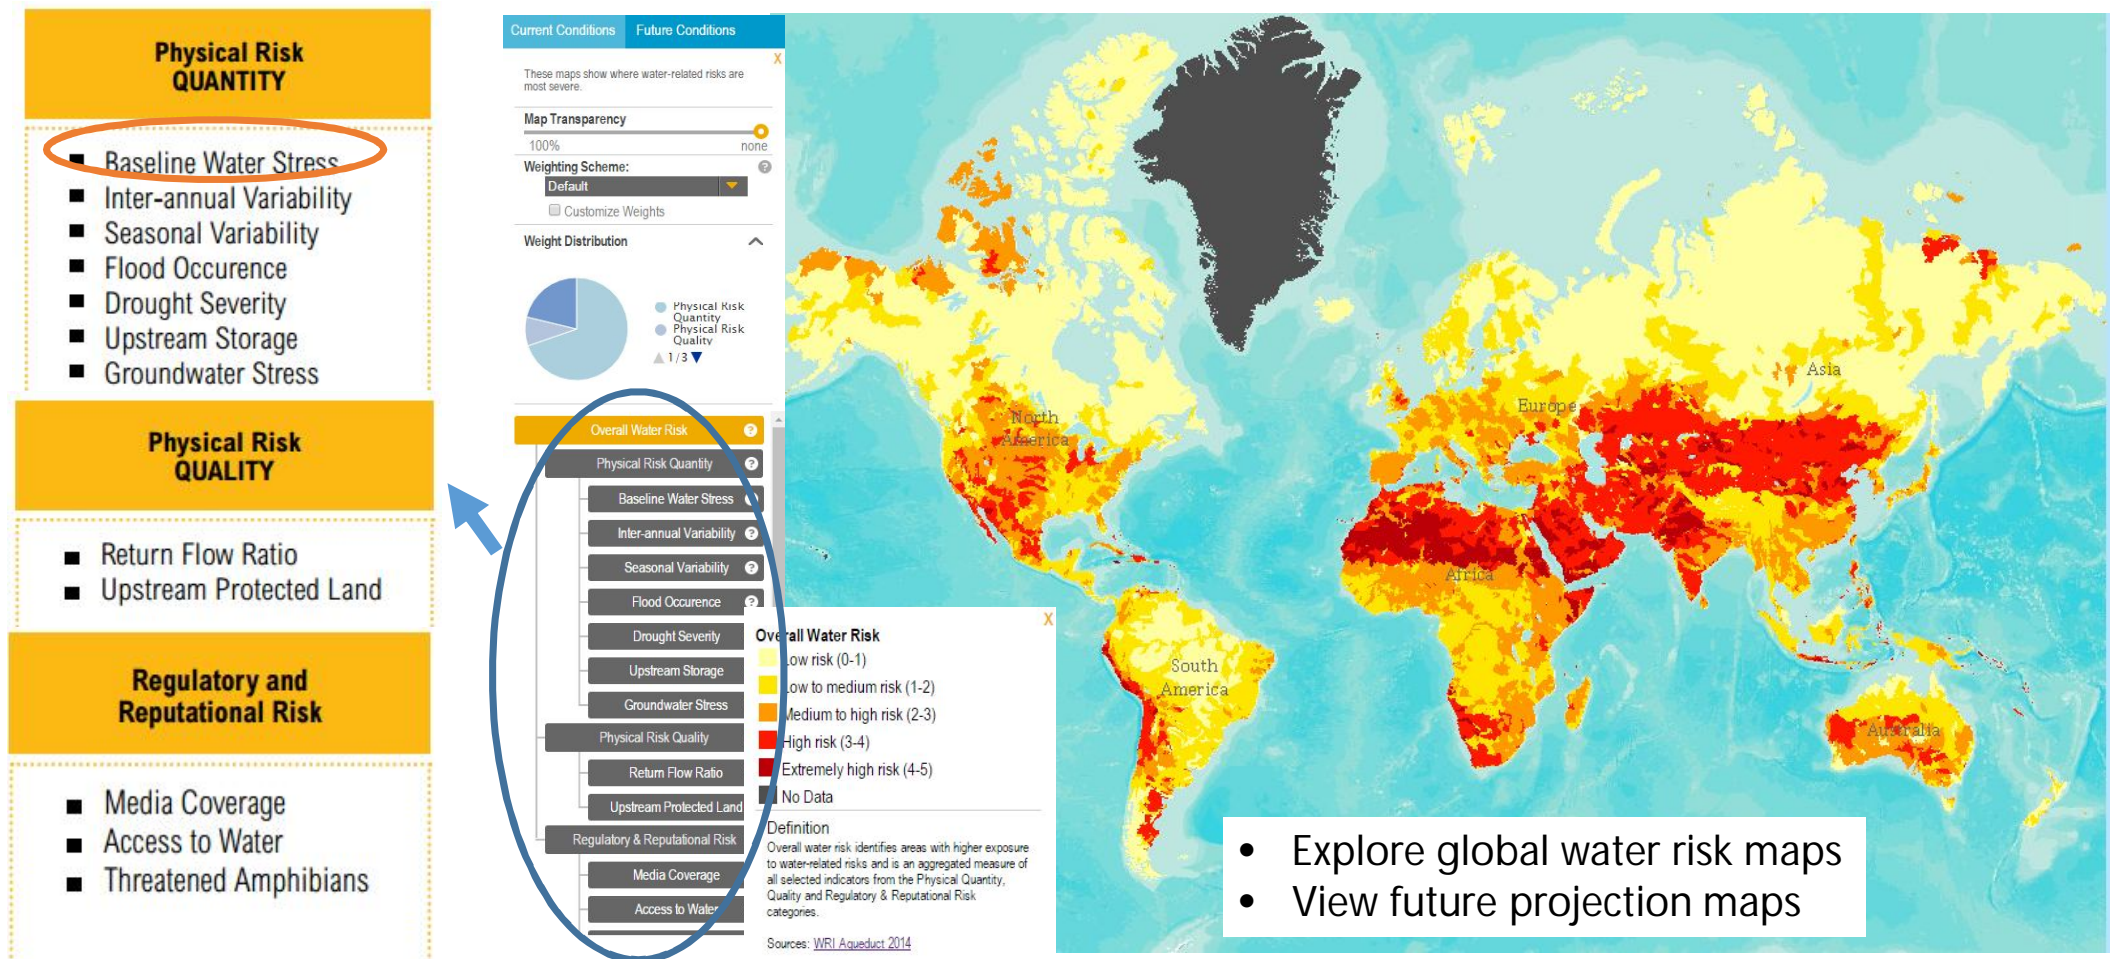 Physical Risk
QUANTITY
■ Baseline Water Stress
■ Inter-annual Variability
■ Seasonal Variability
■ Flood Occurence
■ Drought Severity
■ Upstream Storage
■ Groundwater Stress
Physical Risk
QUALITY
■ Return Flow Ratio
■ Upstream Protected Land
Regulatory and
Reputational Risk
■ Media Coverage
■ Access to Water
■ Threatened Amphibians
Current Conditions Future Conditions
X
These maps show where water-related risks are
most severe.
Map Transparency
100% none
Weighting Scheme: ?
Default
Customize Weights
Weight Distribution
Physical Risk
Quantity
Physical Risk
Quality
1/3
Overall Water Risk ?
Physical Risk Quantity ?
Baseline Water Stress ?
Inter-annual Variability ?
Seasonal Variability ?
Flood Occurence ?
Drought Severity
Upstream Storage
Groundwater Stress
Physical Risk Quality
Return Flow Ratio
Upstream Protected Land
Regulatory & Reputational Risk
Media Coverage
Access to Water
X
Overall Water Risk
Low risk (0-1)
Low to medium risk (1-2)
Medium to high risk (2-3)
High risk (3-4)
Extremely high risk (4-5)
No Data
Definition
Overall water risk identifies areas with higher exposure
to water-related risks and is an aggregated measure of
all selected indicators from the Physical Quantity,
Quality and Regulatory & Reputational Risk
categories.
Sources: WRI Aqueduct 2014
North
America
South
America
Europe
Asia
Africa
Australia
• Explore global water risk maps
• View future projection maps